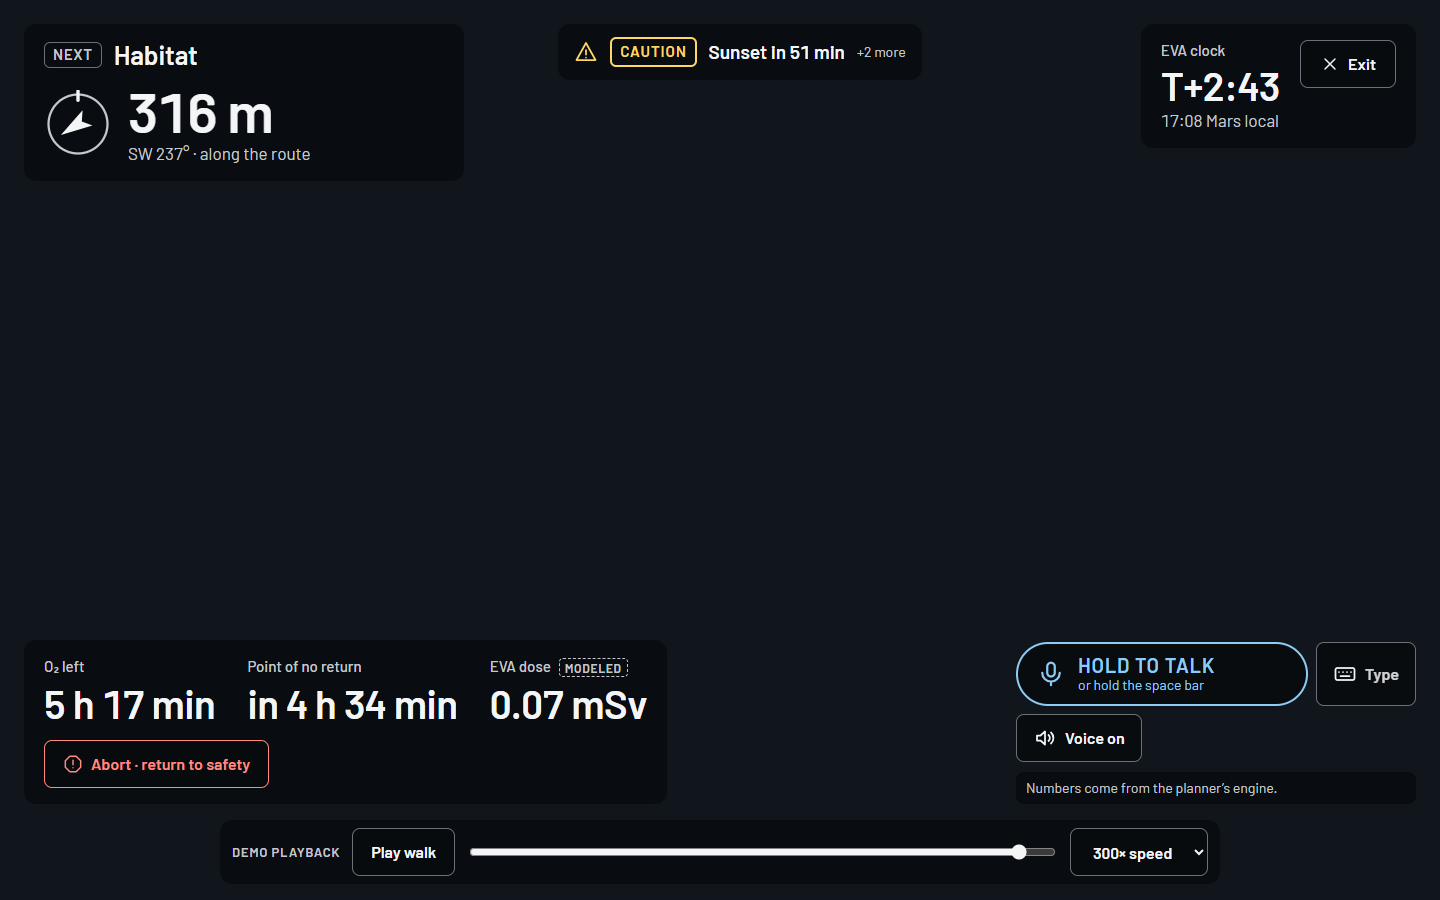 NEXT Habitat
316 m
SW 237° · along the route
CAUTION Sunset in 51 min +2 more
EVA clock
T+2:43
17:08 Mars local
Exit
O₂ left
5 h 17 min
Point of no return
in 4 h 34 min
EVA dose MODELED
0.07 mSv
Abort · return to safety
HOLD TO TALK
or hold the space bar
Type
Voice on
Numbers come from the planner’s engine.
DEMO PLAYBACK
Play walk
300× speed